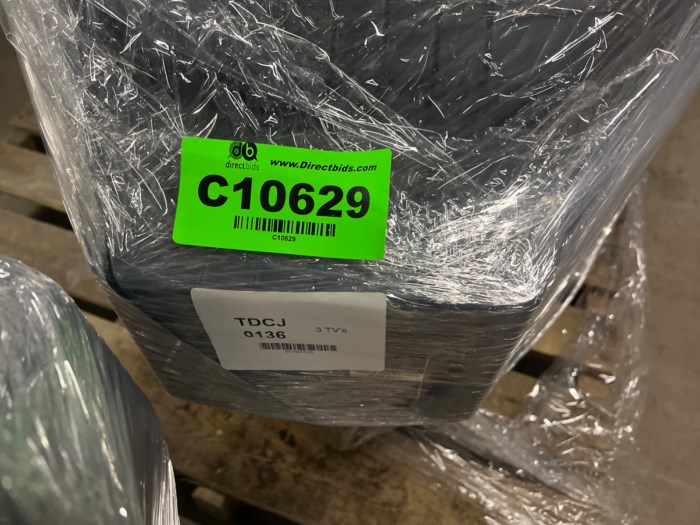 db
directbids
www.Directbids.com
C10629
C10629
TDCJ
0136
3 TV's